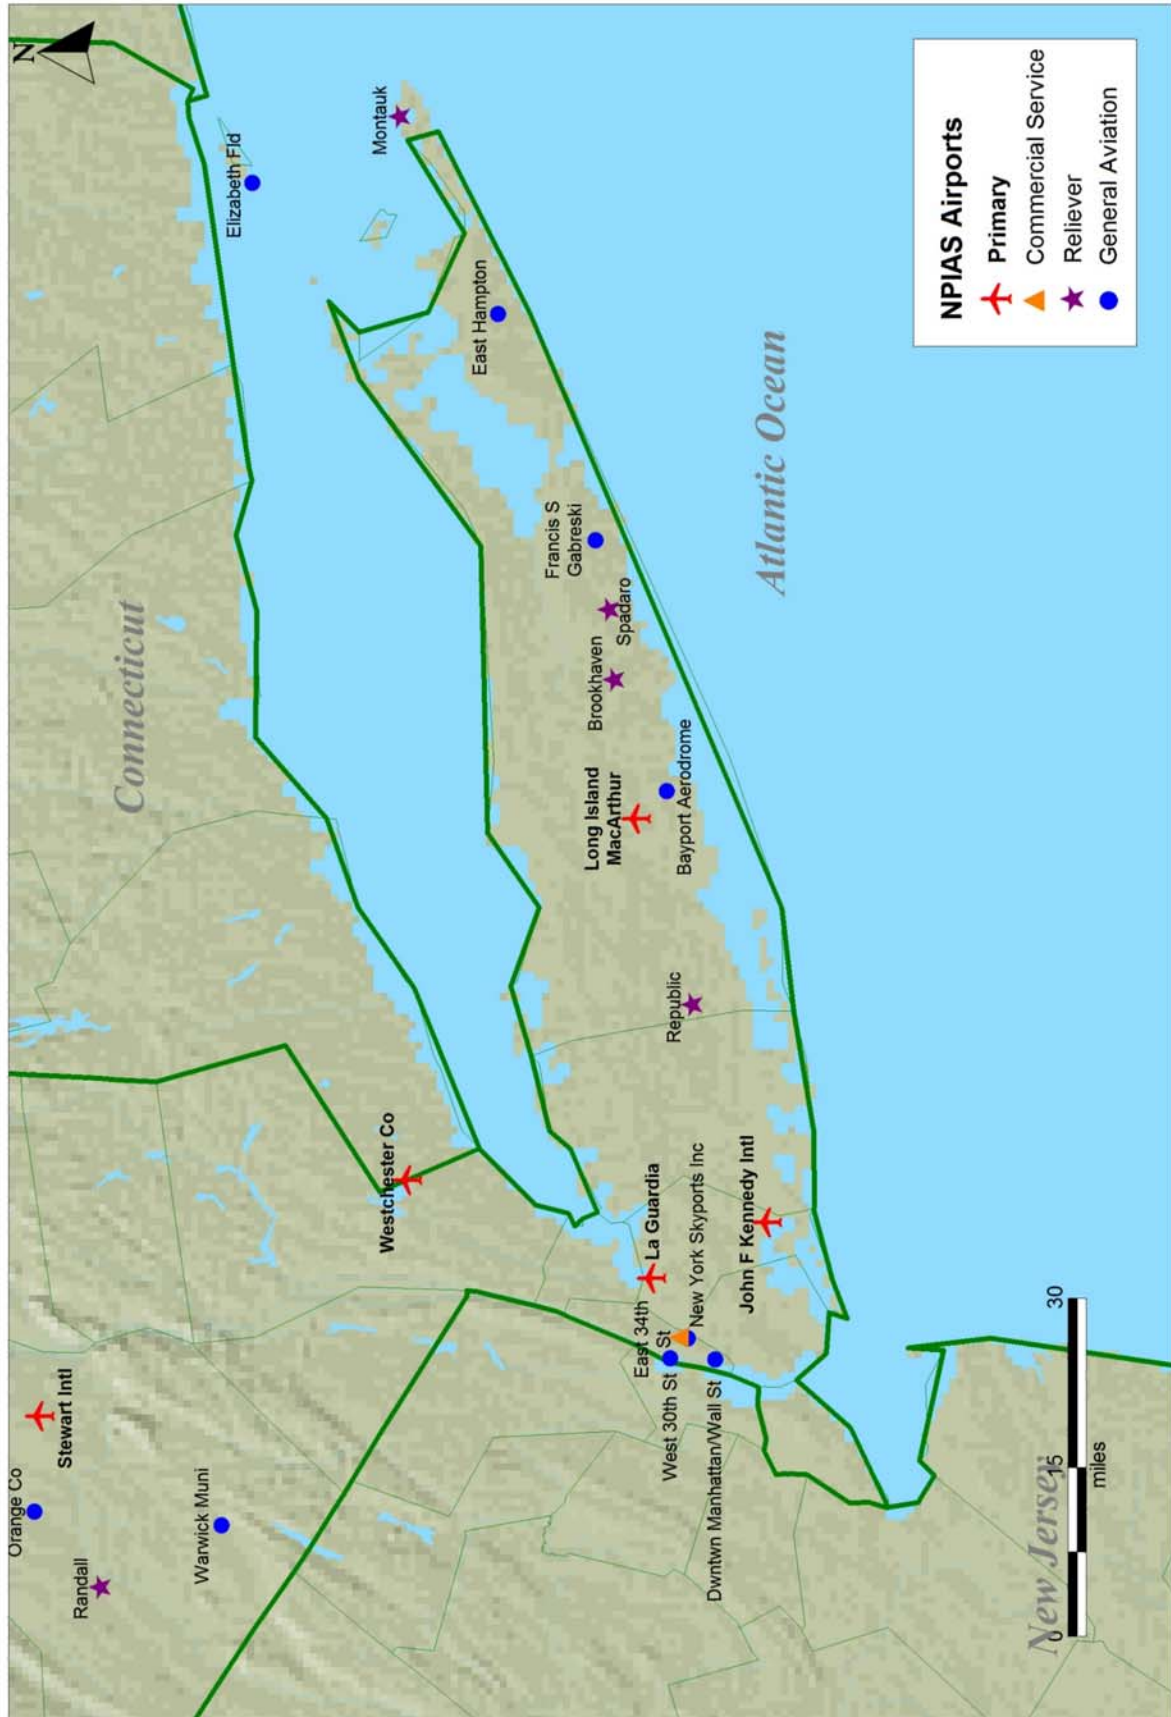 N
Connecticut
Elizabeth Fld
Montauk
East Hampton
Francis S
Gabreski
Spadaro
Brookhaven
Long Island
MacArthur
Bayport Aerodrome
Republic
Westchester Co
La Guardia
New York Skyports Inc
East 34th
St
West 30th St
Dwntwn Manhattan/Wall St
John F Kennedy Intl
Orange Co
Stewart Intl
Randall
Warwick Muni
Atlantic Ocean
New Jersey
0 15 30
miles
NPIAS Airports
Primary
Commercial Service
Reliever
General Aviation